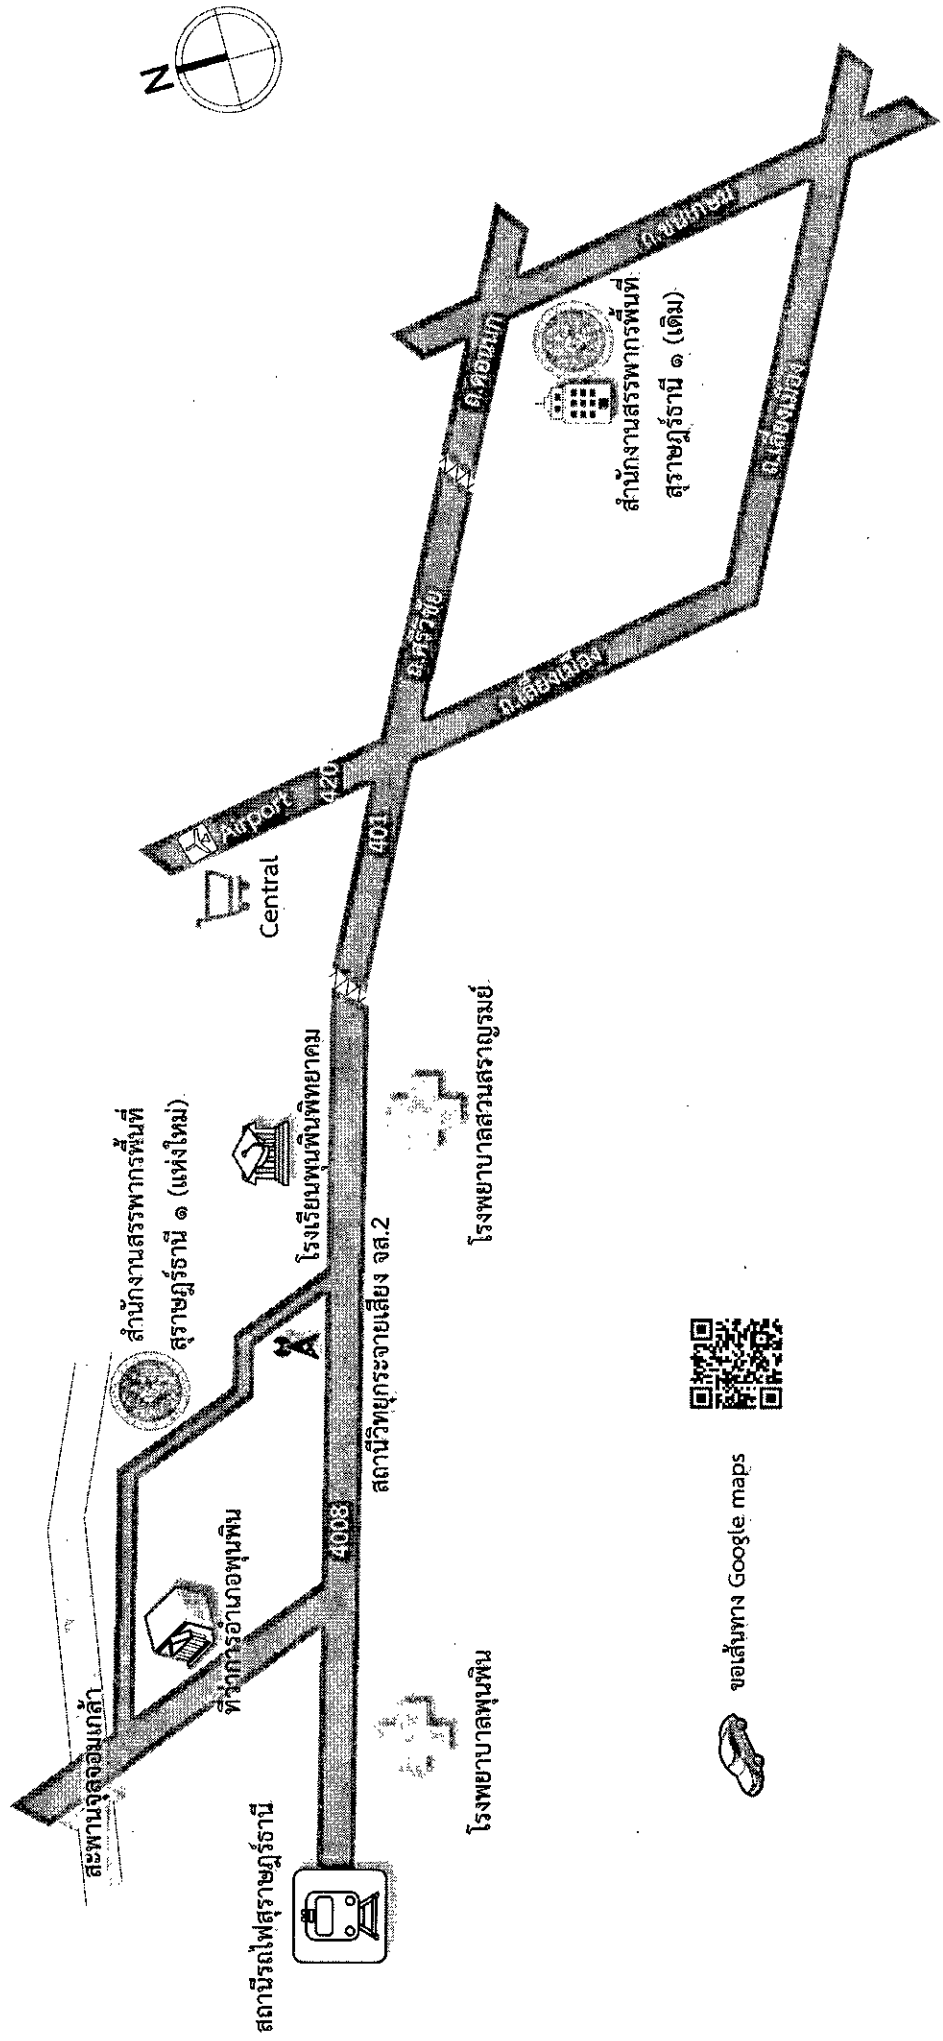 N
สะพานจุลจอมเกล้า
สำนักงานสรรพากรพื้นที่
สุราษฎร์ธานี ๑ (แห่งใหม่)
Airport
Central
420
ที่ว่าการอำเภอพุนพิน
สถานีรถไฟสุราษฎร์ธานี
โรงเรียนพุนพินพิทยาคม
4008
401
ถ.ศรีวิชัย
ถ.ดอนนก
สถานีวิทยุกระจายเสียง จส.2
โรงพยาบาลพุนพิน
โรงพยาบาลสวนสราญรมย์
ถ.เลี่ยงเมือง
สำนักงานสรรพากรพื้นที่
สุราษฎร์ธานี ๑ (เดิม)
ถ.ชนเกษม
ถ.เลี่ยงเมือง
ขอเส้นทาง Google maps